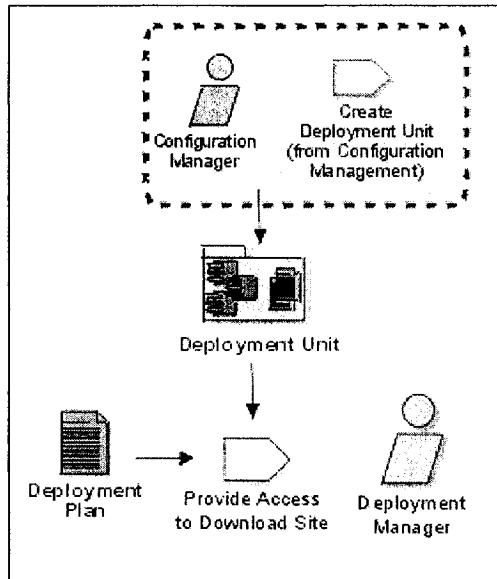 Configuration
Manager
Create
Deployment Unit
(from Configuration
Management)
Deployment Unit
Deployment
Plan
Provide Access
to Download Site
Deployment
Manager